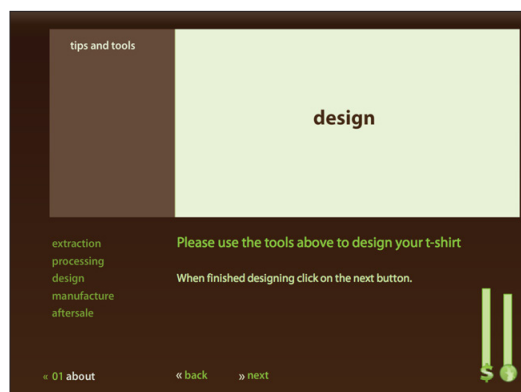 tips and tools
design
extraction
processing
design
manufacture
aftersale
Please use the tools above to design your t-shirt
When finished designing click on the next button.
« 01 about
« back
» next
$